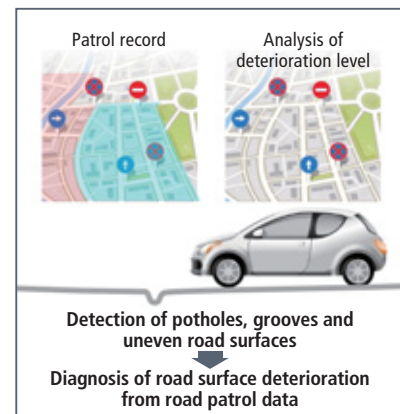 Patrol record
Analysis of
deterioration level
Detection of potholes, grooves and
uneven road surfaces
Diagnosis of road surface deterioration
from road patrol data